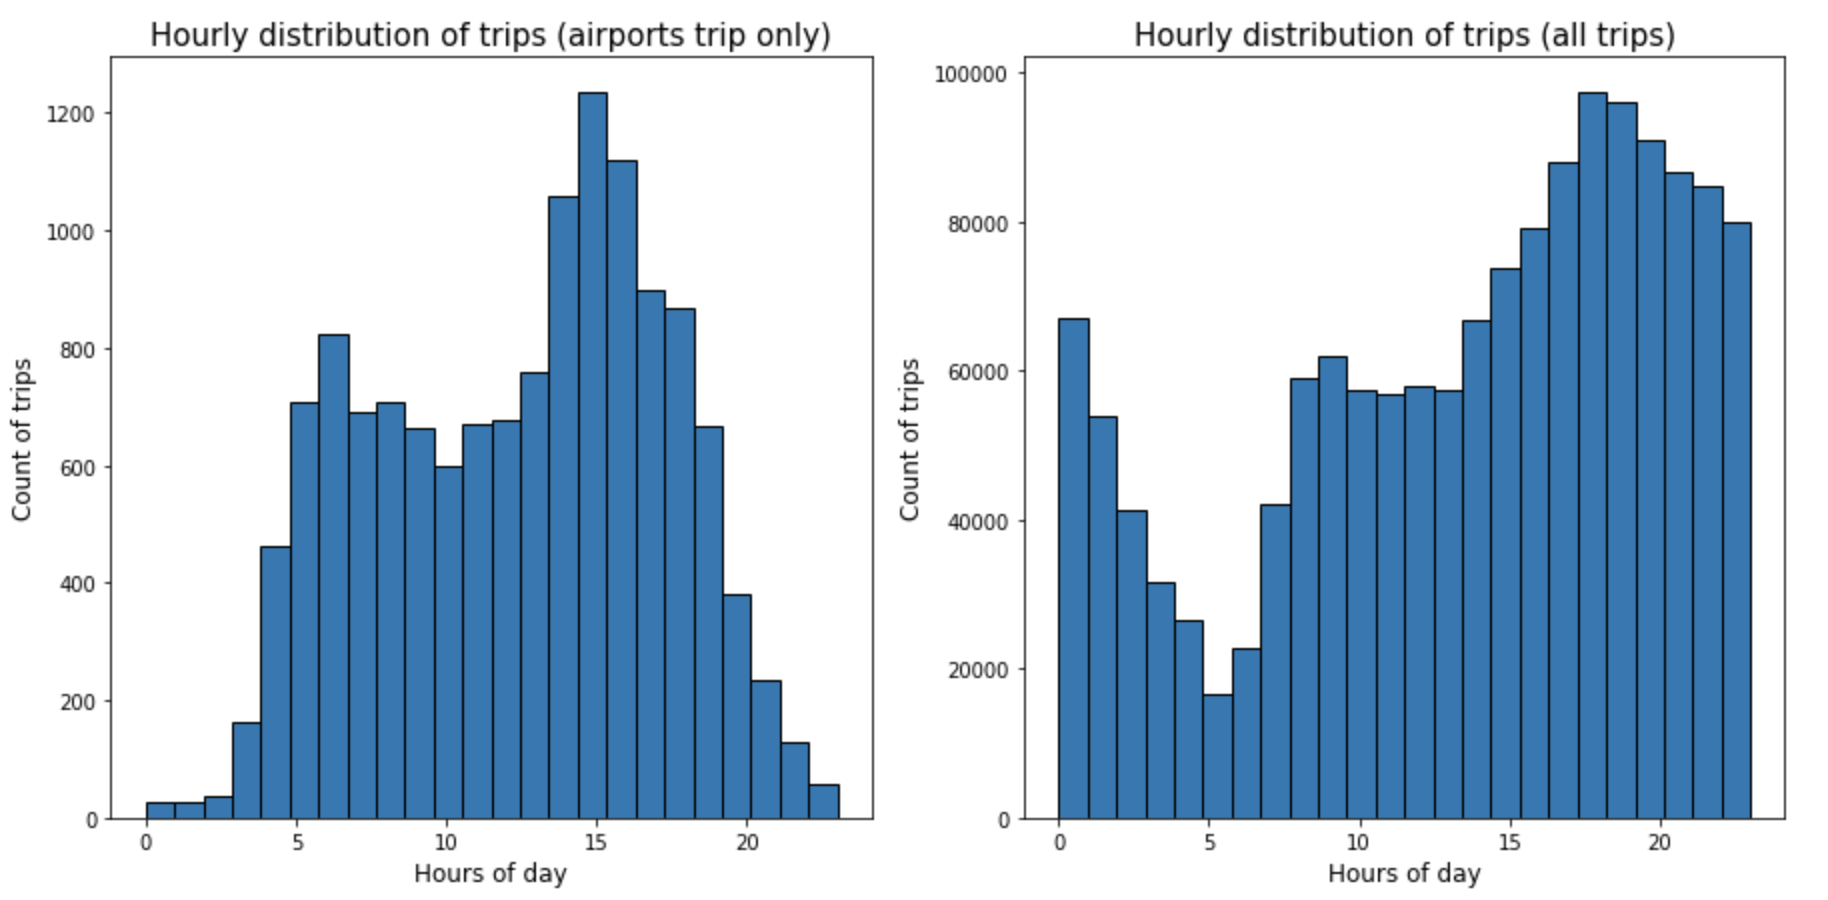 Hourly distribution of trips (airports trip only)
1200
1000
800
600
400
200
0
Count of trips
0 5 10 15 20
Hours of day
Hourly distribution of trips (all trips)
100000
80000
60000
40000
20000
0
Count of trips
0 5 10 15 20
Hours of day